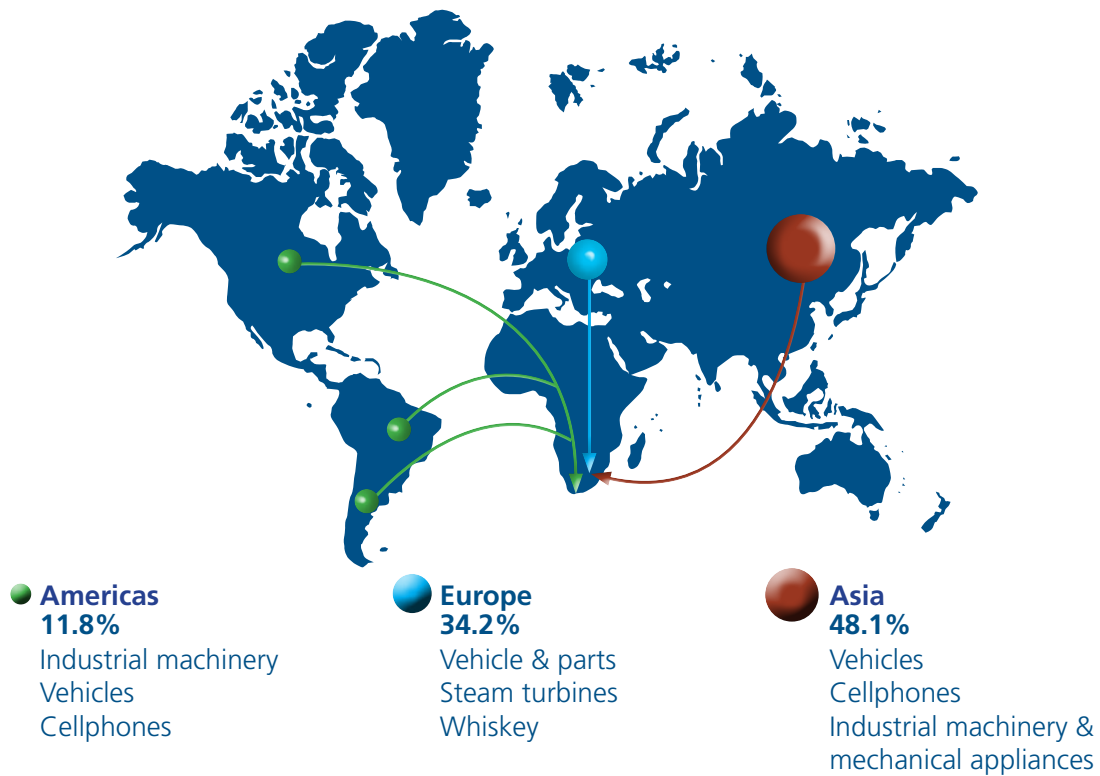 Americas
11.8%
Industrial machinery
Vehicles
Cellphones
Europe
34.2%
Vehicle & parts
Steam turbines
Whiskey
Asia
48.1%
Vehicles
Cellphones
Industrial machinery &
mechanical appliances